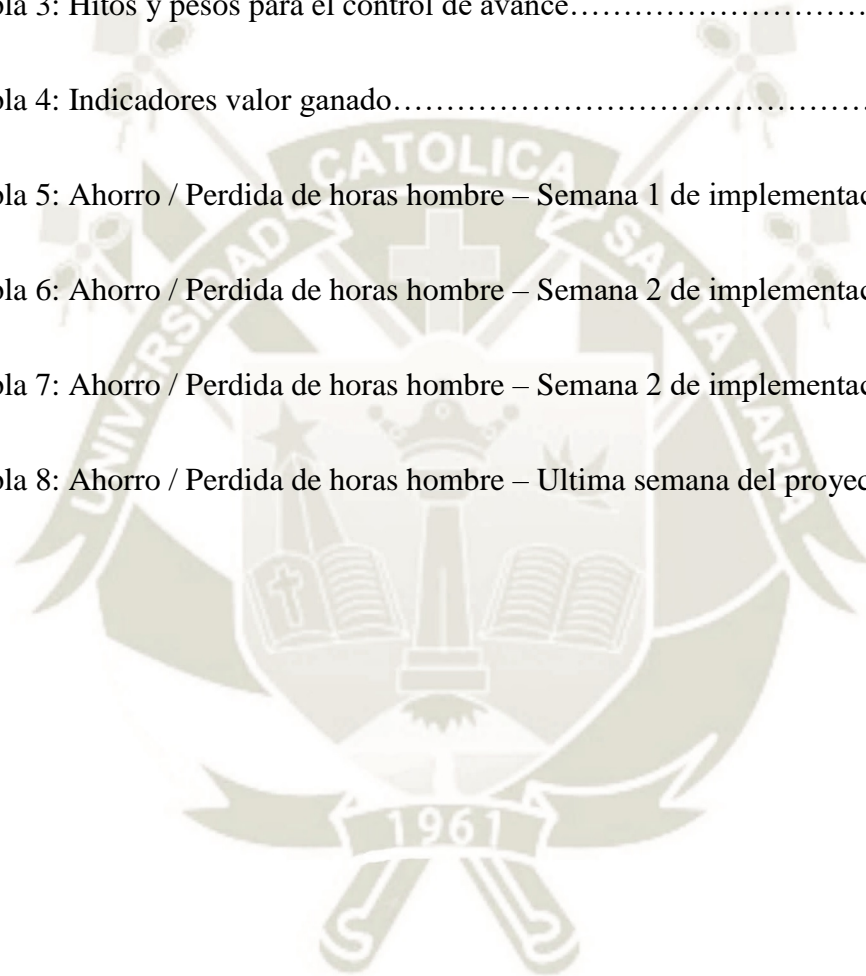 bla 3: Hitos y pesos para el control de avance……………………………
bla 4: Indicadores valor ganado……………………………………………….
bla 5: Ahorro / Perdida de horas hombre – Semana 1 de implementac
bla 6: Ahorro / Perdida de horas hombre – Semana 2 de implementac
bla 7: Ahorro / Perdida de horas hombre – Semana 2 de implementac
bla 8: Ahorro / Perdida de horas hombre – Ultima semana del proyec
UNIVERSIDAD CATOLICA SANTA MARIA
1961